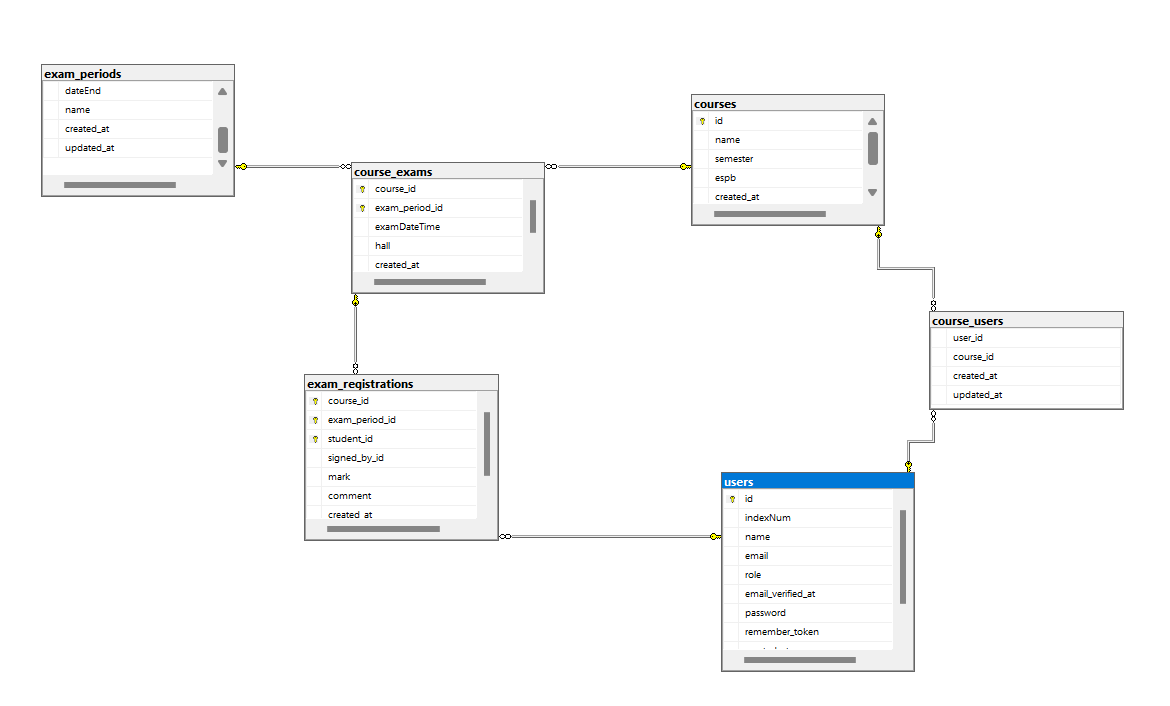 exam_periods
dateEnd
name
created_at
updated_at
courses
id
name
semester
espb
created_at
course_exams
course_id
exam_period_id
examDateTime
hall
created_at
course_users
user_id
course_id
created_at
updated_at
exam_registrations
course_id
exam_period_id
student_id
signed_by_id
mark
comment
created_at
users
id
indexNum
name
email
role
email_verified_at
password
remember_token